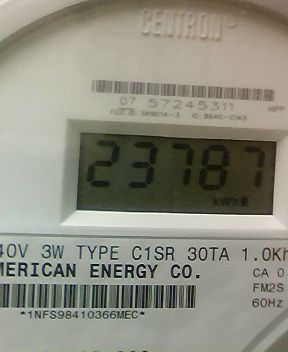 CENTRON
07 57245311
23787
kWh
40V 3W TYPE C1SR 30TA 1.0Kh
MERICAN ENERGY CO.
CA 0.
FM2S
*1NFS98410366MEC*
60Hz